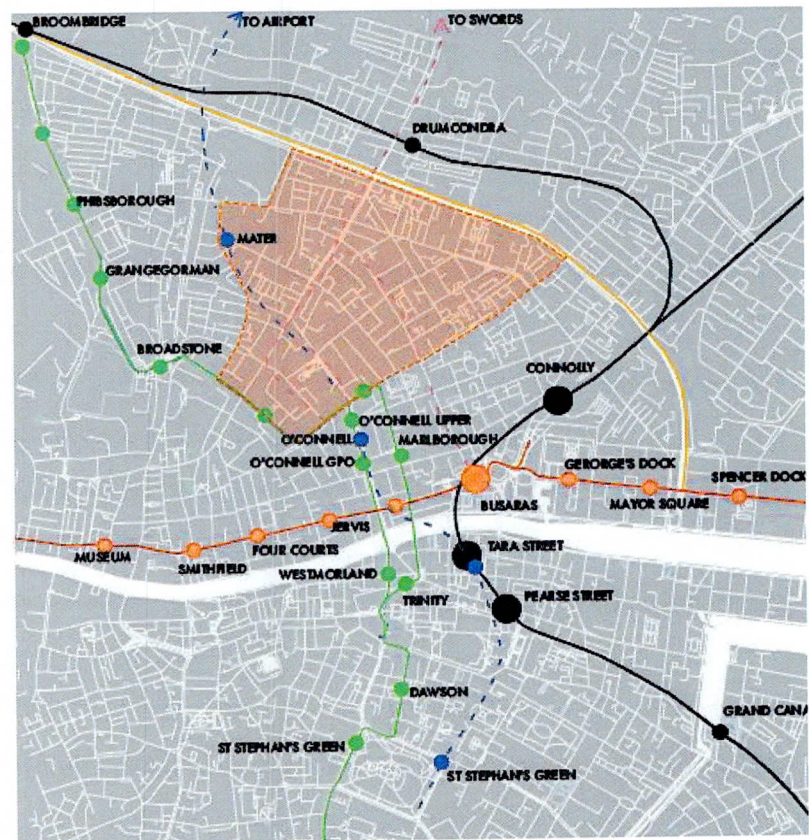 BROOMBRIDGE
TO AIRPORT
TO SWORDS
DRUMCONDRA
PHIBSBOROUGH
MATER
GRANGEGORMAN
BROADSTONE
CONNOLLY
O'CONNELL UPPER
O'CONNELL
MARLBOROUGH
O'CONNELL GPO
GERORGE'S DOCK
SPENCER DOCK
BUSARAS
MAYOR SQUARE
JERVIS
MUSEUM
FOUR COURTS
SMITHFIELD
TARA STREET
WESTMORLAND
TRINITY
PEARSE STREET
DAWSON
GRAND CANA
ST STEPHAN'S GREEN
ST STEPHAN'S GREEN